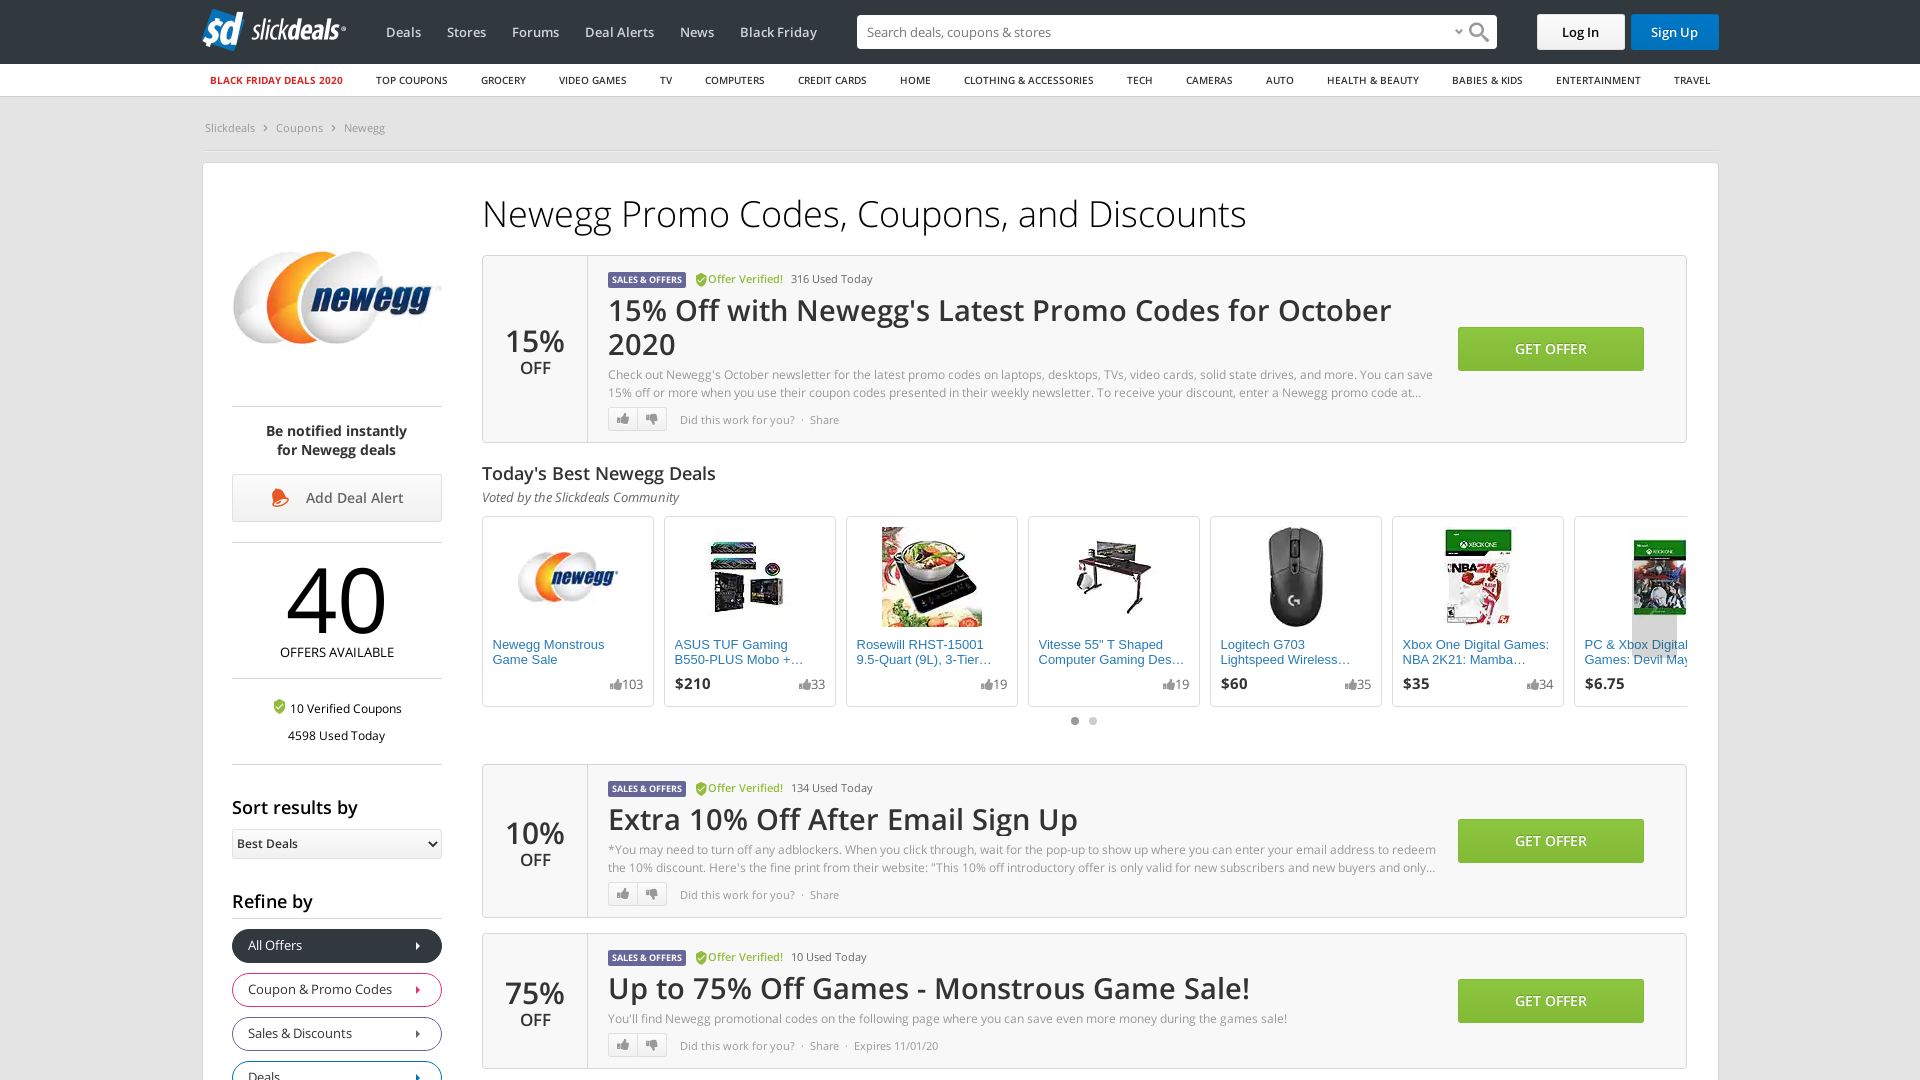 sd slickdeals
Deals
Stores
Forums
Deal Alerts
News
Black Friday
Search deals, coupons & stores
Log In
Sign Up
BLACK FRIDAY DEALS 2020
TOP COUPONS
GROCERY
VIDEO GAMES
TV
COMPUTERS
CREDIT CARDS
HOME
CLOTHING & ACCESSORIES
TECH
CAMERAS
AUTO
HEALTH & BEAUTY
BABIES & KIDS
ENTERTAINMENT
TRAVEL
Slickdeals > Coupons > Newegg
newegg
Be notified instantly
for Newegg deals
Add Deal Alert
40
OFFERS AVAILABLE
10 Verified Coupons
4598 Used Today
Sort results by
Best Deals
Refine by
All Offers
Coupon & Promo Codes
Sales & Discounts
Deals
Newegg Promo Codes, Coupons, and Discounts
15%
OFF
SALES & OFFERS Offer Verified! 316 Used Today
15% Off with Newegg's Latest Promo Codes for October
2020
Check out Newegg's October newsletter for the latest promo codes on laptops, desktops, TVs, video cards, solid state drives, and more. You can save
15% off or more when you use their coupon codes presented in their weekly newsletter. To receive your discount, enter a Newegg promo code at...
Did this work for you? · Share
GET OFFER
Today's Best Newegg Deals
Voted by the Slickdeals Community
newegg
Newegg Monstrous
Game Sale
103
ASUS TUF Gaming
B550-PLUS Mobo +...
$210
33
Rosewill RHST-15001
9.5-Quart (9L), 3-Tier...
19
Vitesse 55" T Shaped
Computer Gaming Des...
19
Logitech G703
Lightspeed Wireless...
$60
35
XBOX ONE
NBA 2K21
Xbox One Digital Games:
NBA 2K21: Mamba...
$35
34
XBOX ONE
PC & Xbox Digital
Games: Devil May
$6.75
10%
OFF
SALES & OFFERS Offer Verified! 134 Used Today
Extra 10% Off After Email Sign Up
*You may need to turn off any adblockers. When you click through, wait for the pop-up to show up where you can enter your email address to redeem
the 10% discount. Here's the fine print from their website: "This 10% off introductory offer is only valid for new subscribers and new buyers and only...
Did this work for you? · Share
GET OFFER
75%
OFF
SALES & OFFERS Offer Verified! 10 Used Today
Up to 75% Off Games - Monstrous Game Sale!
You'll find Newegg promotional codes on the following page where you can save even more money during the games sale!
Did this work for you? · Share · Expires 11/01/20
GET OFFER